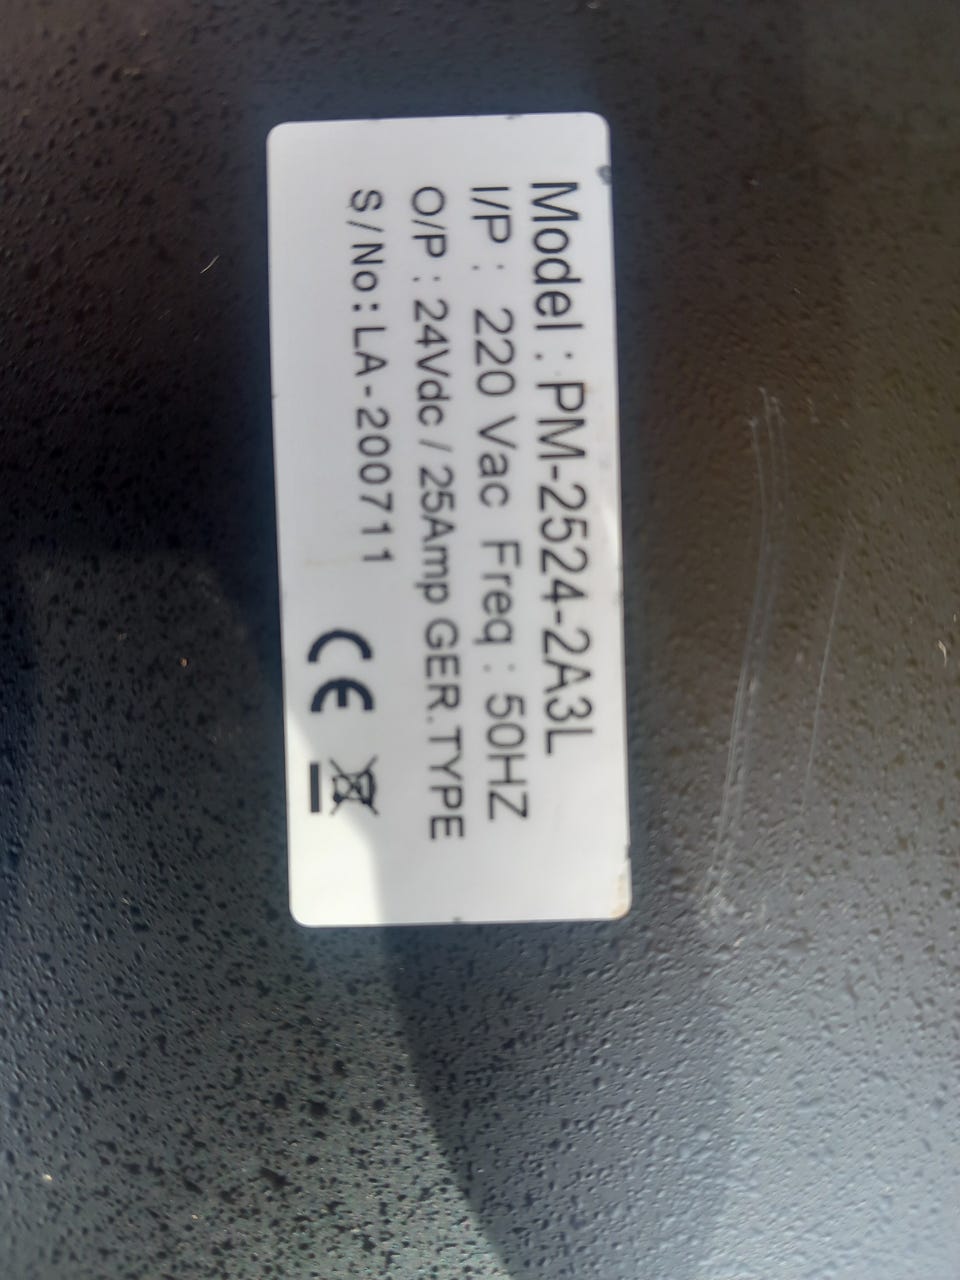 Model : PM-2524-2A3L
I/P : 220 Vac Freq : 50HZ
O/P : 24Vdc / 25Amp GER.TYPE
S/No: LA-200711
CE